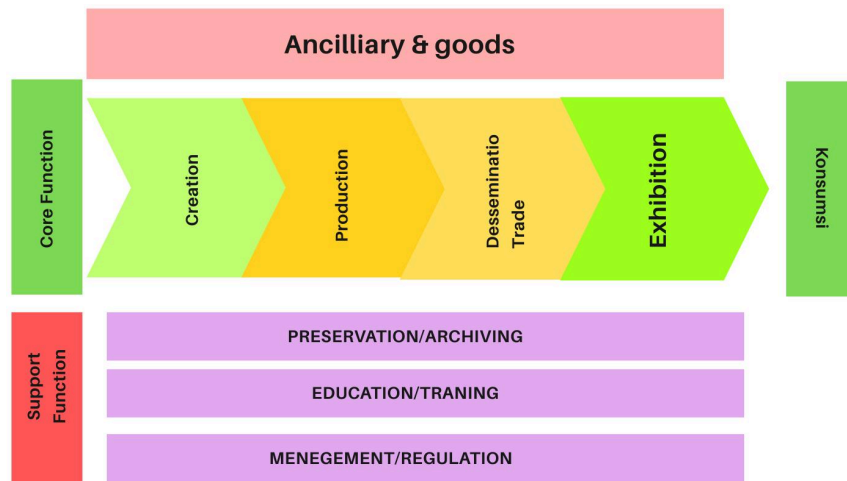 Ancilliary & goods
Core Function
Creation
Production
Desseminatio
Trade
Exhibition
Konsumsi
Support
Function
PRESERVATION/ARCHIVING
EDUCATION/TRANING
MENEGEMENT/REGULATION